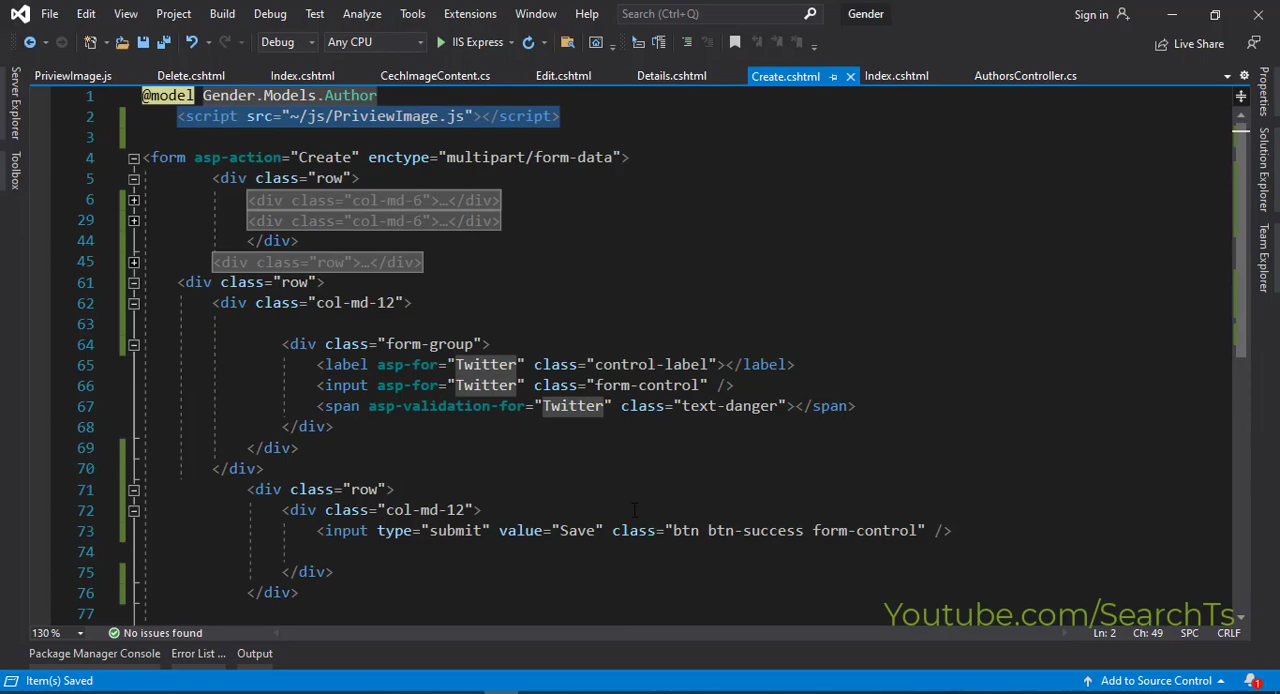 File Edit View Project Build Debug Test Analyze Tools Extensions Window Help Search (Ctrl+Q) Gender Sign in
Debug Any CPU IIS Express Live Share
PriviewImage.js Delete.cshtml Index.cshtml CechImageContent.cs Edit.cshtml Details.cshtml Create.cshtml Index.cshtml AuthorsController.cs
Server Explorer
Toolbox
Properties
Solution Explorer
Team Explorer
1 @model Gender.Models.Author
2 <script src="~/js/PriviewImage.js"></script>
3
4 <form asp-action="Create" enctype="multipart/form-data">
5 <div class="row">
6 <div class="col-md-6">...</div>
29 <div class="col-md-6">...</div>
44 </div>
45 <div class="row">...</div>
61 <div class="row">
62 <div class="col-md-12">
63
64 <div class="form-group">
65 <label asp-for="Twitter" class="control-label"></label>
66 <input asp-for="Twitter" class="form-control" />
67 <span asp-validation-for="Twitter" class="text-danger"></span>
68 </div>
69 </div>
70 </div>
71 <div class="row">
72 <div class="col-md-12">
73 <input type="submit" value="Save" class="btn btn-success form-control" />
74
75 </div>
76 </div>
77
Youtube.com/SearchTs
130 % No issues found Ln: 2 Ch: 49 SPC CRLF
Package Manager Console Error List ... Output
Item(s) Saved Add to Source Control 1